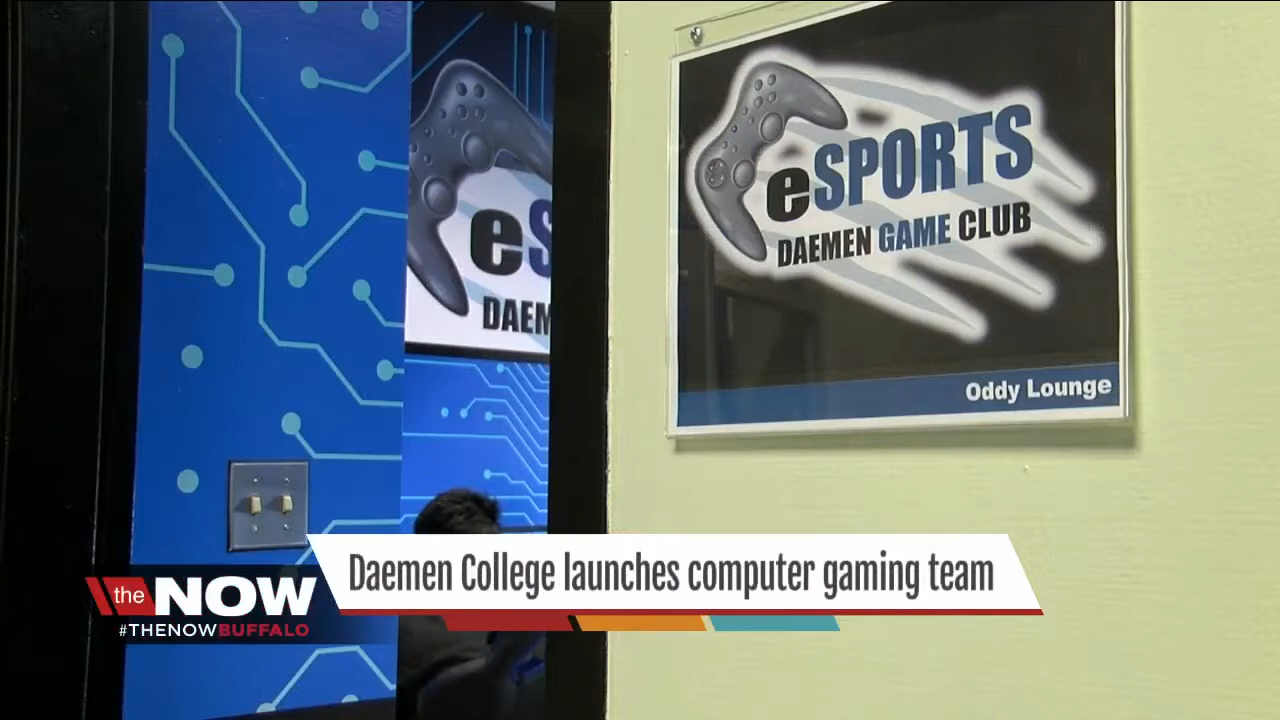 eSPORTS
DAEMEN GAME CLUB
Oddy Lounge
eS
DAEM
Daemen College launches computer gaming team
the NOW
#THENOWBUFFALO